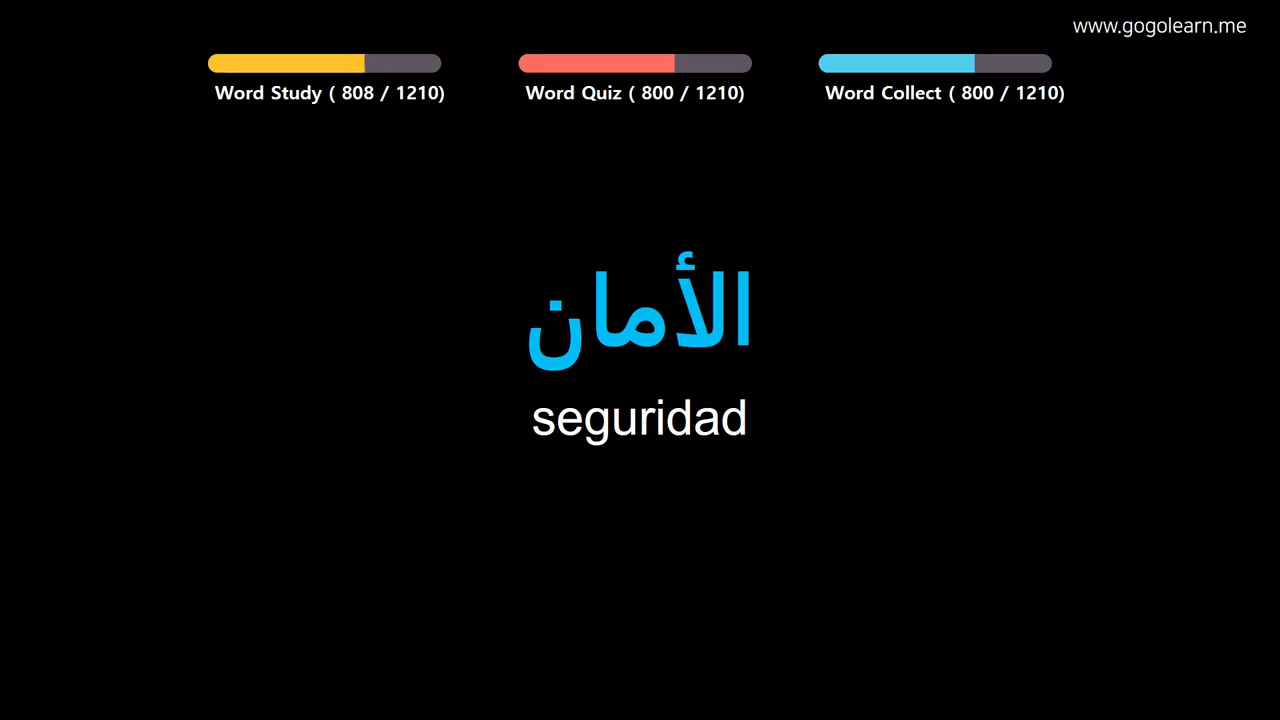 www.gogolearn.me
Word Study ( 808 / 1210)
Word Quiz ( 800 / 1210)
Word Collect ( 800 / 1210)
الأمان
seguridad